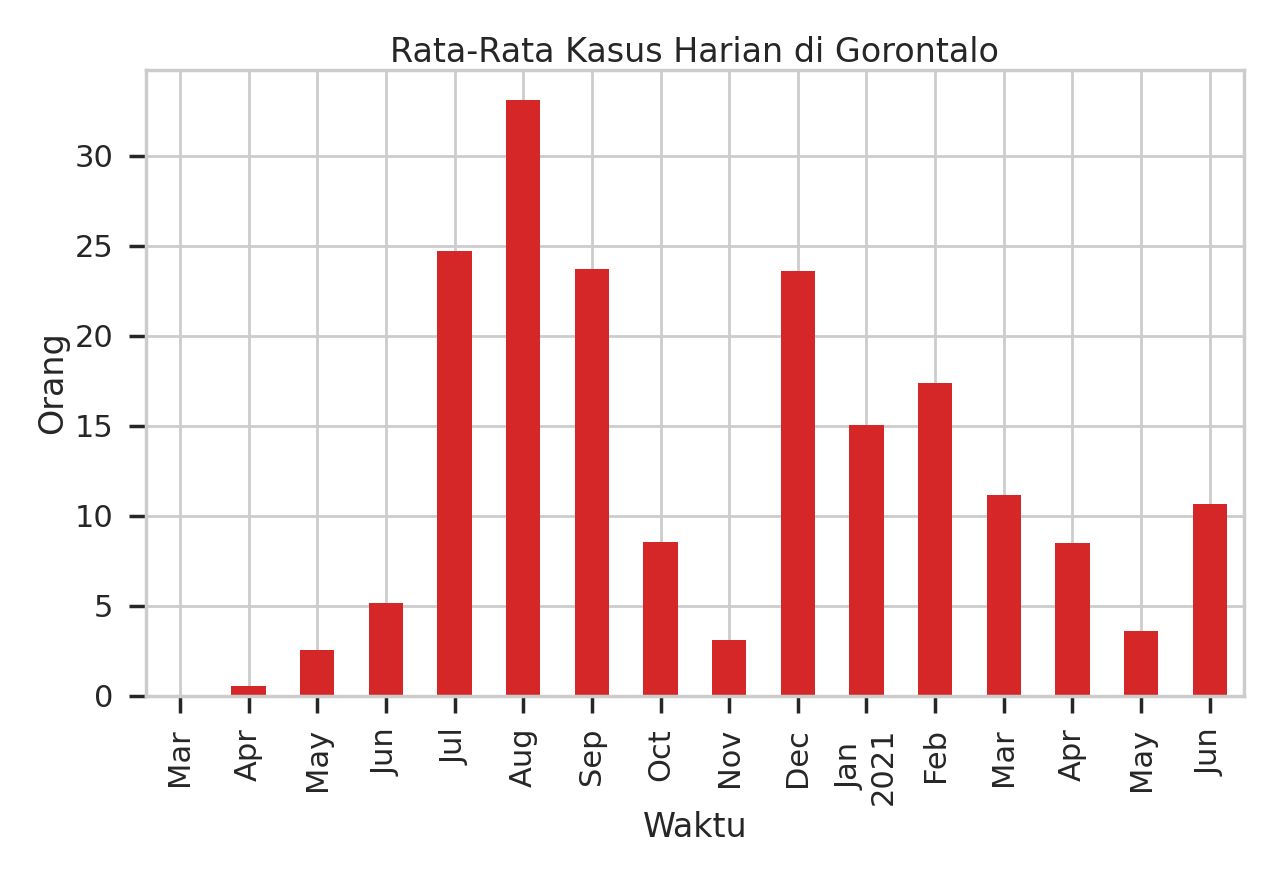 Rata-Rata Kasus Harian di Gorontalo
Orang
30
25
20
15
10
5
0
Mar
Apr
May
Jun
Jul
Aug
Sep
Oct
Nov
Dec
Jan
2021
Feb
Mar
Apr
May
Jun
Waktu